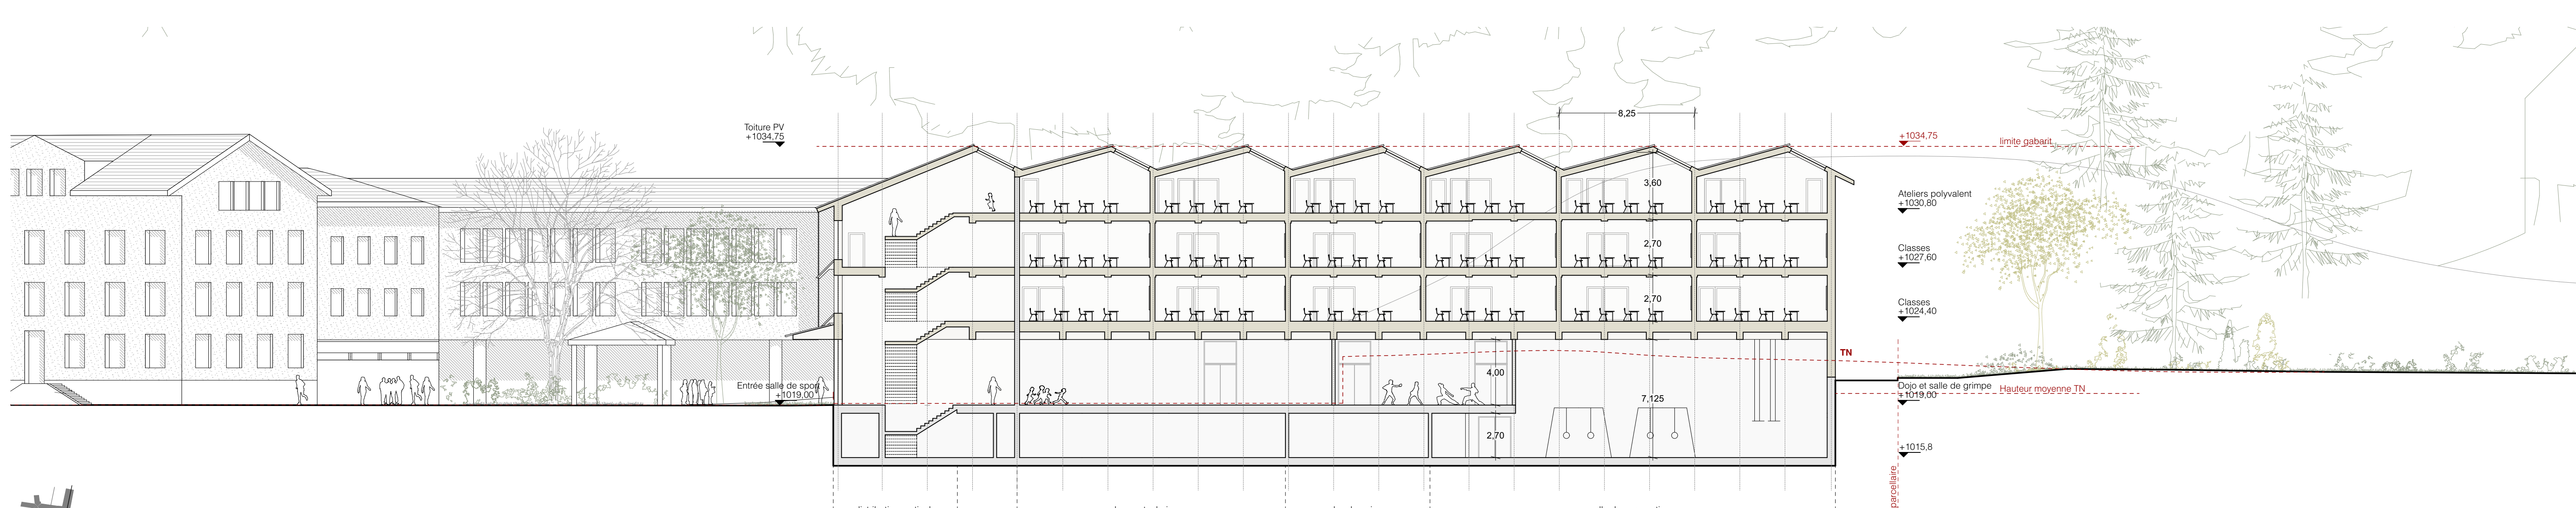 Toiture PV
+1034,75
8,25
+1034,75
limite gabarit
3,60
Ateliers polyvalent
+1030,80
2,70
Classes
+1027,60
2,70
Classes
+1024,40
TN
4,00
Entrée salle de sport
+1019,00
7,125
Dojo et salle de grimpe
+1019,00
Hauteur moyenne TN
2,70
+1015,8
parcellaire